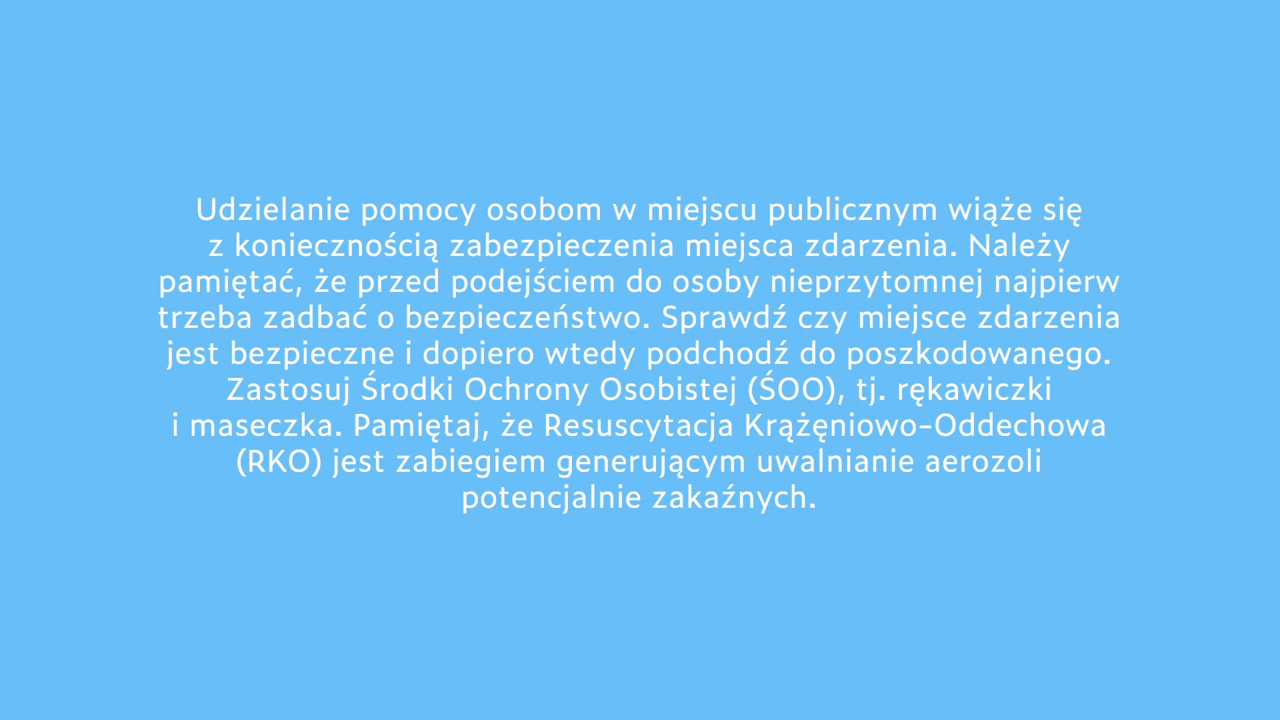 Udzielanie pomocy osobom w miejscu publicznym wiąże się
z koniecznością zabezpieczenia miejsca zdarzenia. Należy
pamiętać, że przed podejściem do osoby nieprzytomnej najpierw
trzeba zadbać o bezpieczeństwo. Sprawdź czy miejsce zdarzenia
jest bezpieczne i dopiero wtedy podchodź do poszkodowanego.
Zastosuj Środki Ochrony Osobistej (ŚOO), tj. rękawiczki
i maseczka. Pamiętaj, że Resuscytacja Krążęniowo-Oddechowa
(RKO) jest zabiegiem generującym uwalnianie aerozoli
potencjalnie zakaźnych.